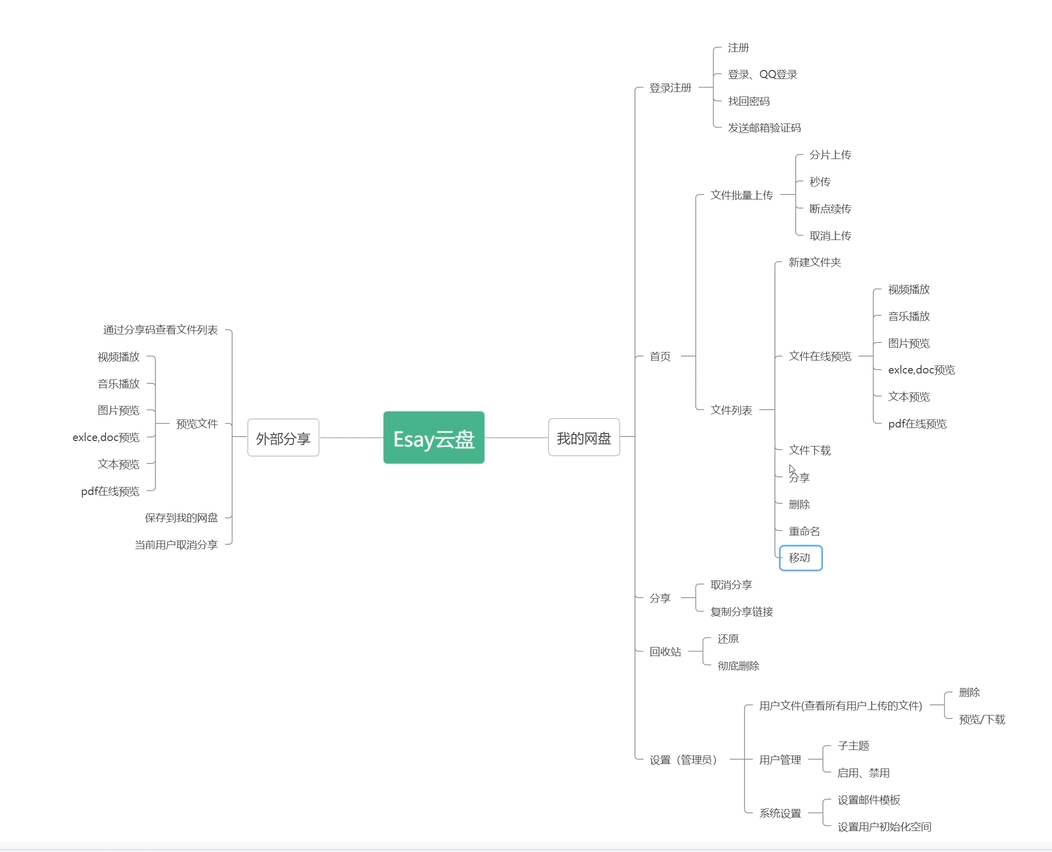 Esay云盘
我的网盘
登录注册
注册
登录、QQ登录
找回密码
发送邮箱验证码
首页
文件批量上传
分片上传
秒传
断点续传
取消上传
文件列表
新建文件夹
文件在线预览
视频播放
音乐播放
图片预览
exlce,doc预览
文本预览
pdf在线预览
文件下载
分享
删除
重命名
移动
分享
取消分享
复制分享链接
回收站
还原
彻底删除
设置（管理员）
用户文件(查看所有用户上传的文件)
删除
预览/下载
用户管理
子主题
启用、禁用
系统设置
设置邮件模板
设置用户初始化空间
外部分享
通过分享码查看文件列表
预览文件
视频播放
音乐播放
图片预览
exlce,doc预览
文本预览
pdf在线预览
保存到我的网盘
当前用户取消分享